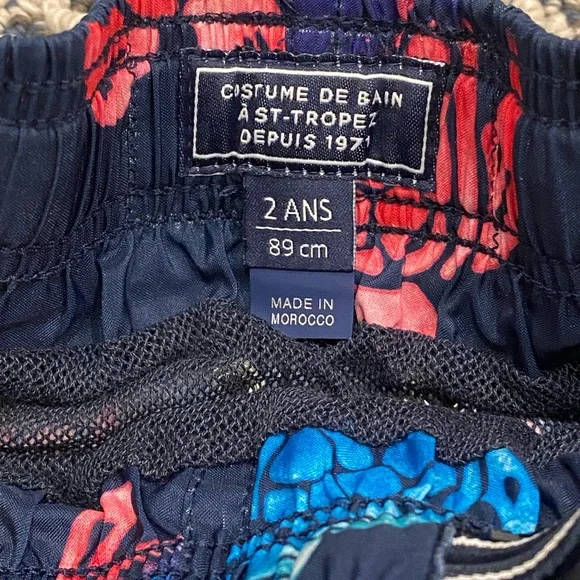 COSTUME DE BAIN
À ST-TROPEZ
DEPUIS 1971
2 ANS
89 cm
MADE IN
MOROCCO